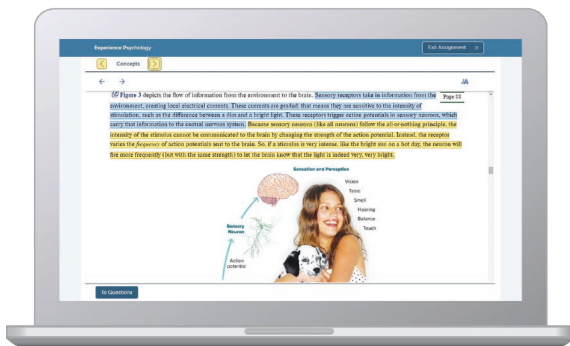 Experience Psychology
Exit Assignment
Concepts
Page 82
Figure 3 depicts the flow of information from the environment to the brain. Sensory receptors take in information from the
environment, creating local electrical currents. These currents are graded; that means they are sensitive to the intensity of
stimulation, such as the difference between a dim and a bright light. These receptors trigger action potentials in sensory neurons, which
carry that information to the central nervous system. Because sensory neurons (like all neurons) follow the all-or-nothing principle, the
intensity of the stimulus cannot be communicated to the brain by changing the strength of the action potential. Instead, the receptor
varies the frequency of action potentials sent to the brain. So, if a stimulus is very intense, like the bright sun on a hot day, the neuron will
fire more frequently (but with the same strength) to let the brain know that the light is indeed very, very bright.
Sensation and Perception
Vision
Taste
Smell
Hearing
Balance
Touch
Sensory
Neuron
Action
potential
To Questions